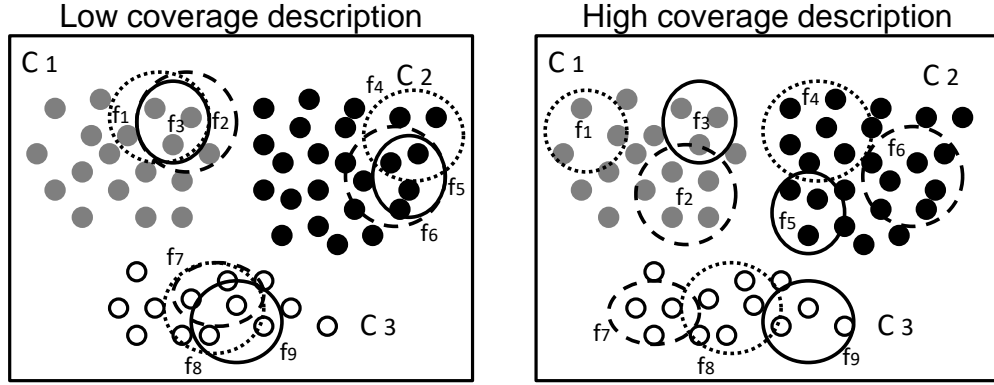 Low coverage description
C 1
C 2
f4
f1
f3
f2
f5
f6
f7
C 3
f9
f8
High coverage description
C 1
C 2
f4
f1
f3
f6
f2
f5
C 3
f7
f8
f9